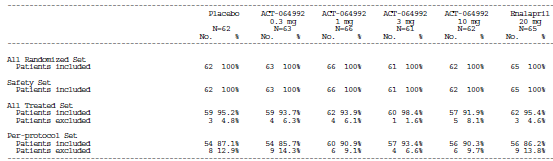 Placebo ACT-064992 ACT-064992 ACT-064992 ACT-064992 Enalapril
0.3 mg 1 mg 3 mg 10 mg 20 mg
N=62 N=63 N=66 N=61 N=62 N=65
No. % No. % No. % No. % No. % No. %
All Randomized Set
Patients included 62 100% 63 100% 66 100% 61 100% 62 100% 65 100%
Safety Set
Patients included 62 100% 63 100% 66 100% 61 100% 62 100% 65 100%
All Treated Set
Patients included 59 95.2% 59 93.7% 62 93.9% 60 98.4% 57 91.9% 62 95.4%
Patients excluded 3 4.8% 4 6.3% 4 6.1% 1 1.6% 5 8.1% 3 4.6%
Per-protocol Set
Patients included 54 87.1% 54 85.7% 60 90.9% 57 93.4% 56 90.3% 56 86.2%
Patients excluded 8 12.9% 9 14.3% 6 9.1% 4 6.6% 6 9.7% 9 13.8%